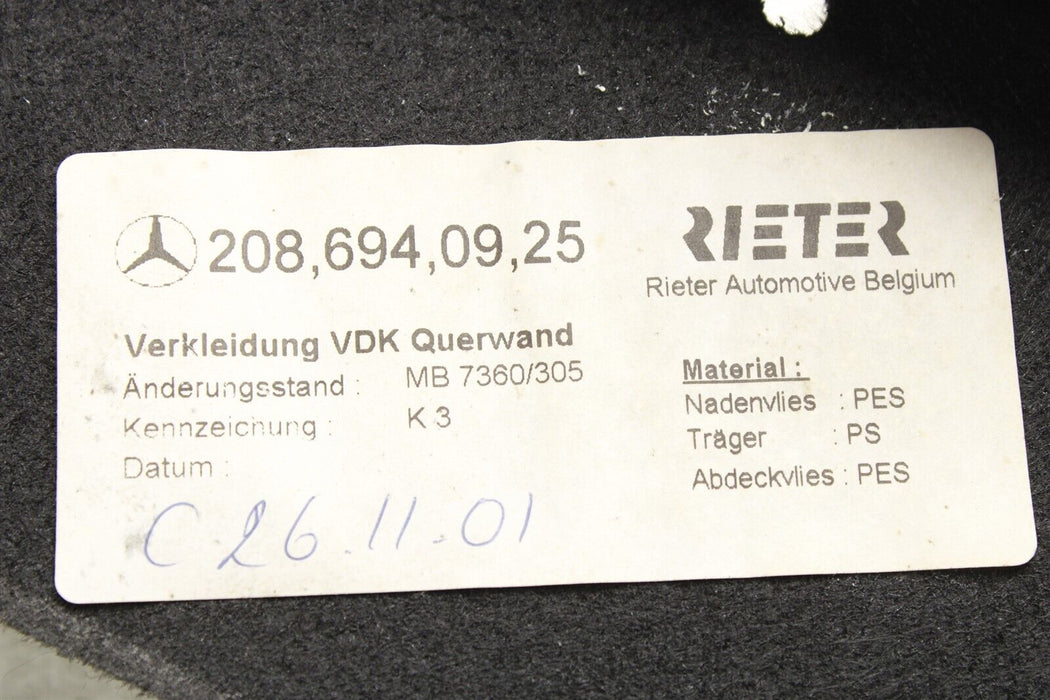 208,694,09,25
RIETER
Rieter Automotive Belgium
Verkleidung VDK Querwand
Änderungsstand : MB 7360/305
Kennzeichnung : K 3
Datum :
C 26.11.01
Material :
Nadenvlies : PES
Träger : PS
Abdeckvlies : PES